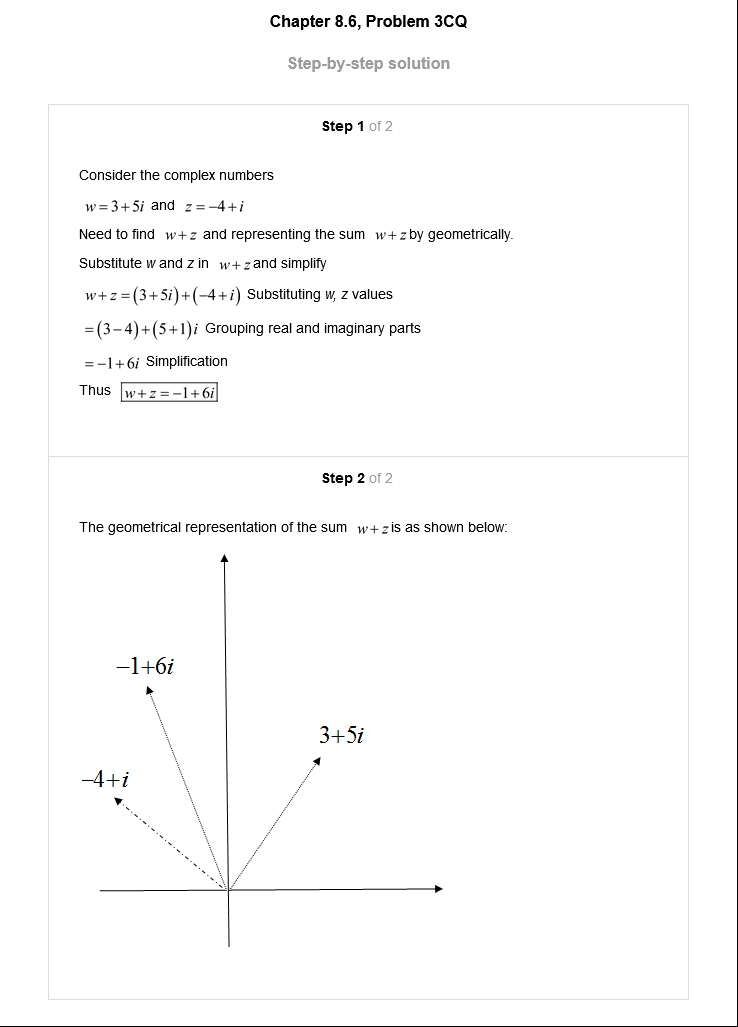 Chapter 8.6, Problem 3CQ
Step-by-step solution
Step 1 of 2
Consider the complex numbers
w = 3 + 5i and z = −4 + i
Need to find w + z and representing the sum w + z by geometrically.
Substitute w and z in w + z and simplify
w + z = (3 + 5i) + (−4 + i) Substituting w, z values
= (3 − 4) + (5 + 1)i Grouping real and imaginary parts
= −1 + 6i Simplification
Thus w + z = −1 + 6i
Step 2 of 2
The geometrical representation of the sum w + z is as shown below:
−1+6i
3+5i
−4+i